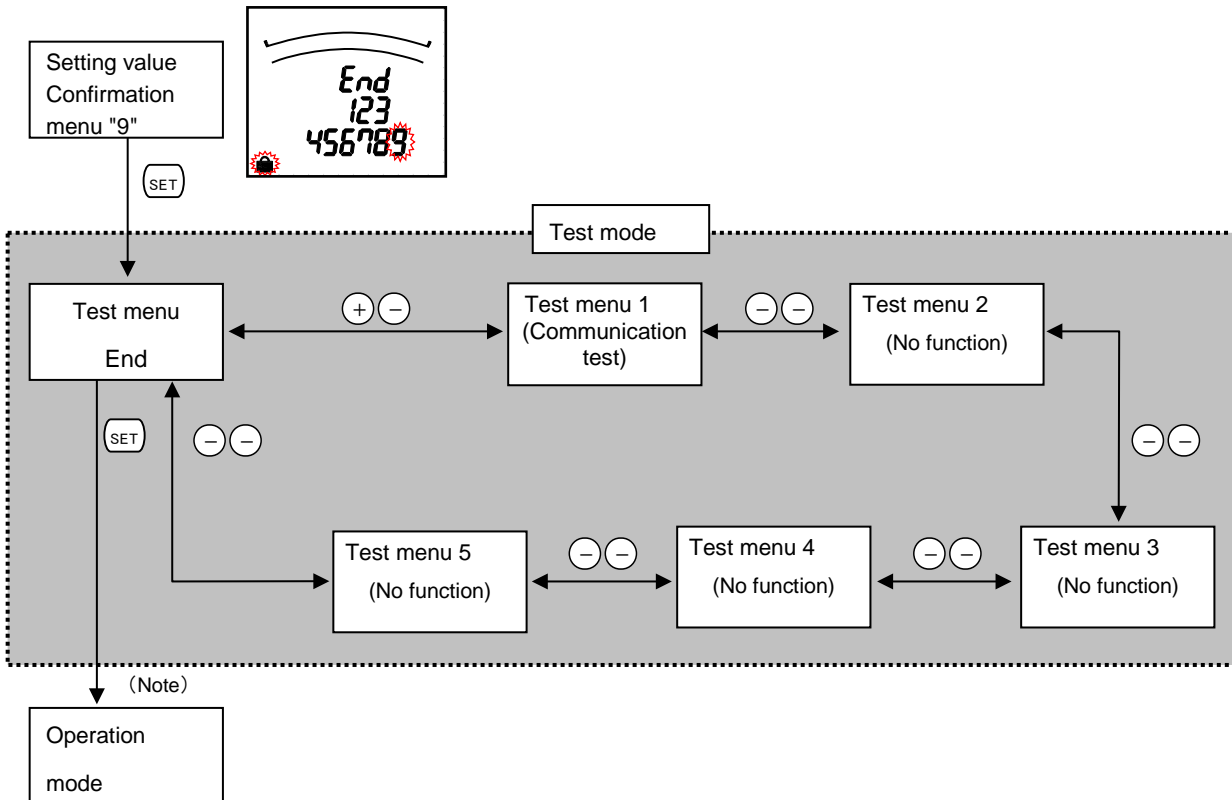 Setting value
Confirmation
menu "9"
End
123
456789
SET
Test mode
Test menu
End
+ −
Test menu 1
(Communication
test)
− −
Test menu 2
(No function)
− −
Test menu 3
(No function)
− −
Test menu 4
(No function)
− −
Test menu 5
(No function)
− −
SET
（Note）
Operation
mode